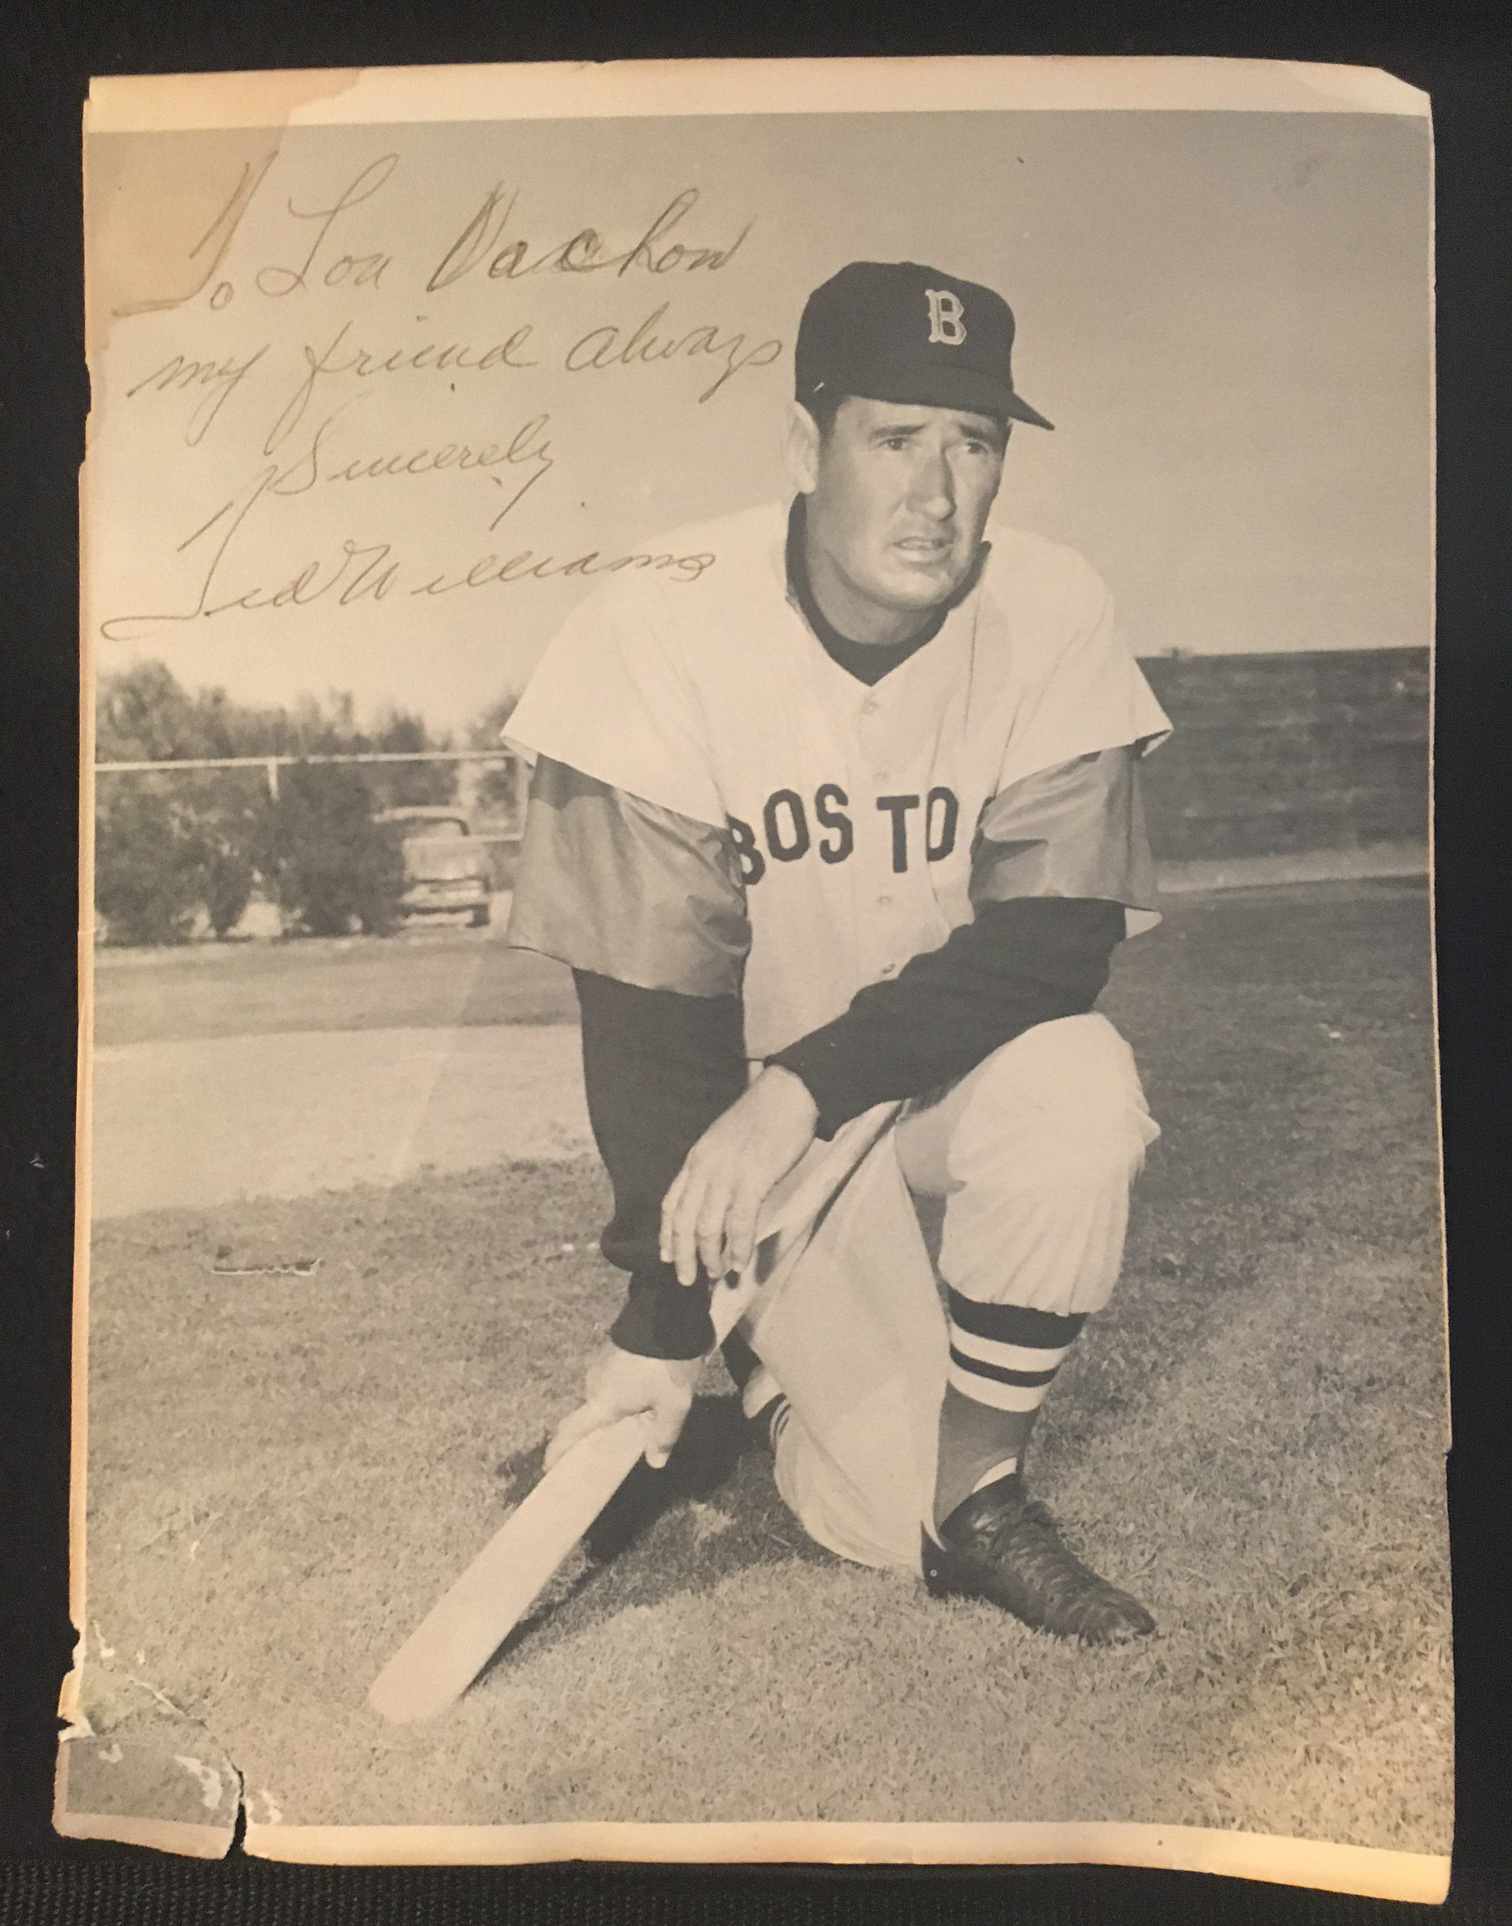 To Lou Vachon
my friend always
Sincerely
Ted Williams
B
BOSTO